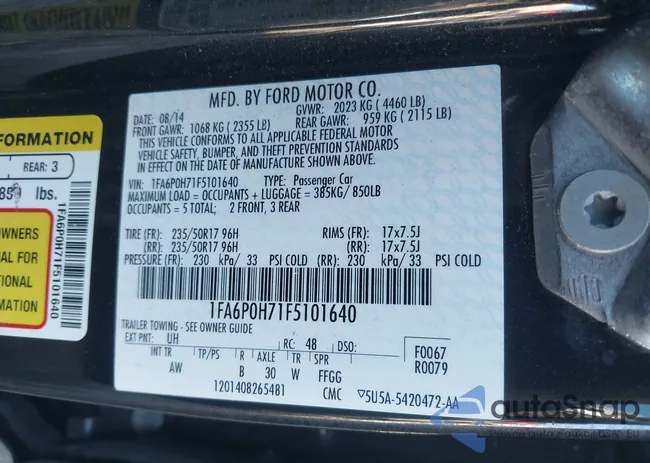 MFD. BY FORD MOTOR CO.
DATE: 08/14 GVWR: 2023 KG ( 4460 LB)
FRONT GAWR: 1068 KG ( 2355 LB) REAR GAWR: 959 KG ( 2115 LB)
THIS VEHICLE CONFORMS TO ALL APPLICABLE FEDERAL MOTOR
VEHICLE SAFETY, BUMPER, AND THEFT PREVENTION STANDARDS
IN EFFECT ON THE DATE OF MANUFACTURE SHOWN ABOVE.
VIN: 1FA6P0H71F5101640 TYPE: Passenger Car
MAXIMUM LOAD = OCCUPANTS + LUGGAGE = 385KG/ 850LB
OCCUPANTS = 5 TOTAL; 2 FRONT, 3 REAR
TIRE (FR): 235/50R17 96H RIMS (FR): 17x7.5J
(RR): 235/50R17 96H (RR): 17x7.5J
PRESSURE (FR): 230 kPa/ 33 PSI COLD (RR): 230 kPa/ 33 PSI COLD
1FA6P0H71F5101640
TRAILER TOWING - SEE OWNER GUIDE
EXT PNT: UH RC: 48 DSO: F0067
R0079
INT TR TP/PS R AXLE TR SPR
AW B 30 W FFGG
1201408265481 CMC ▽5U5A-5420472-AA
FORMATION
REAR: 3
lbs.
OWNERS
UAL FOR
TIONAL
MATION
1FA6P0H71F5101640
autoSnap